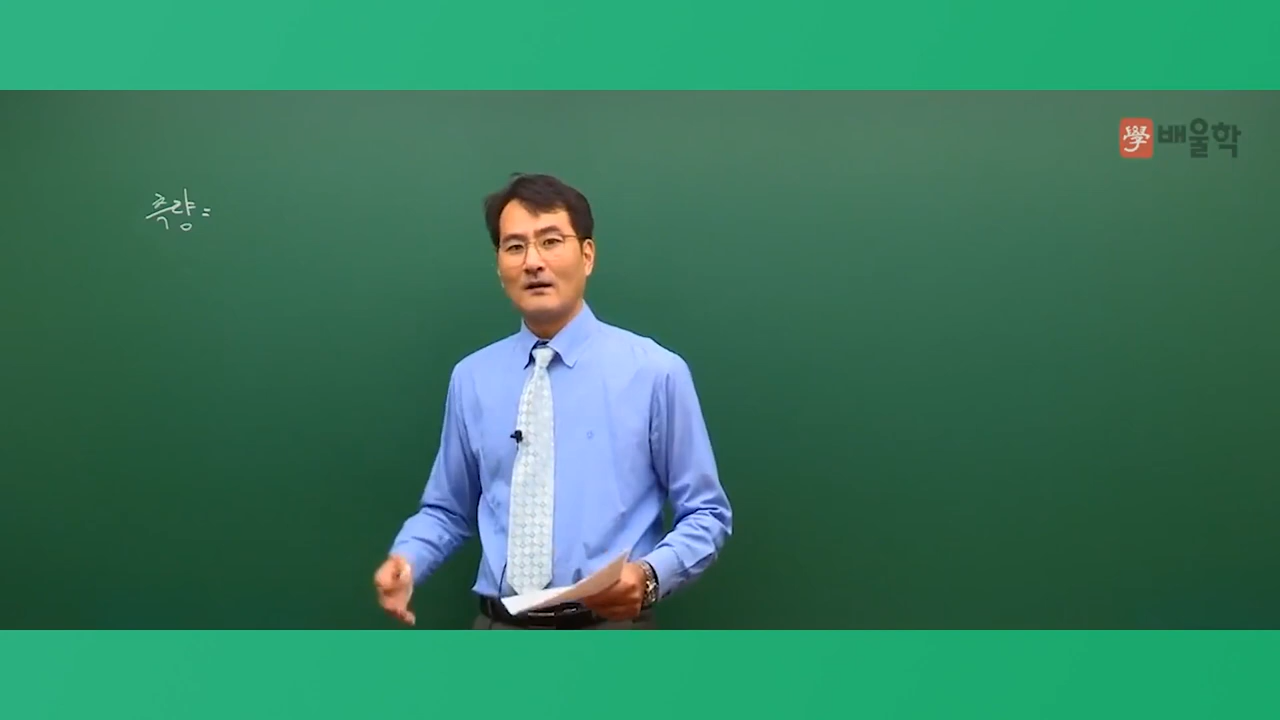 측량 =
學 배울학